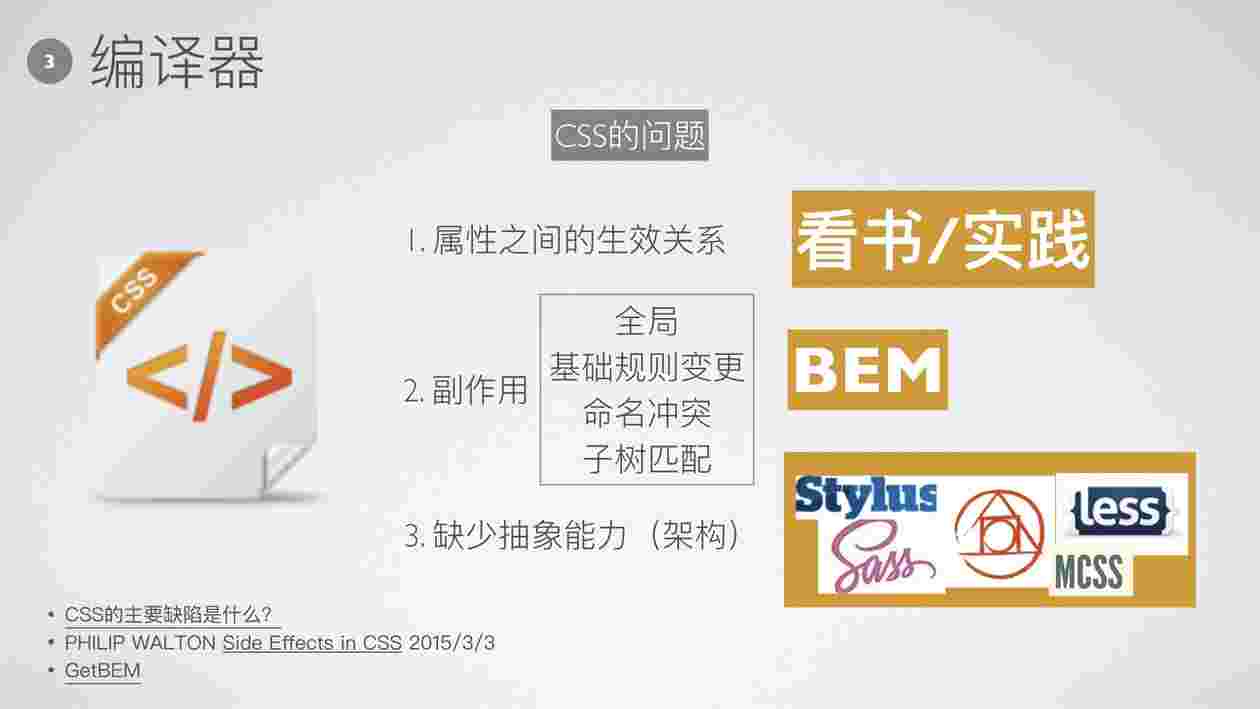 3 编译器
CSS的问题
CSS
1. 属性之间的生效关系
看书/实践
2. 副作用
全局
基础规则变更
命名冲突
子树匹配
BEM
3. 缺少抽象能力（架构）
Stylus
Sass
less
MCSS
• CSS的主要缺陷是什么？
• PHILIP WALTON Side Effects in CSS 2015/3/3
• GetBEM